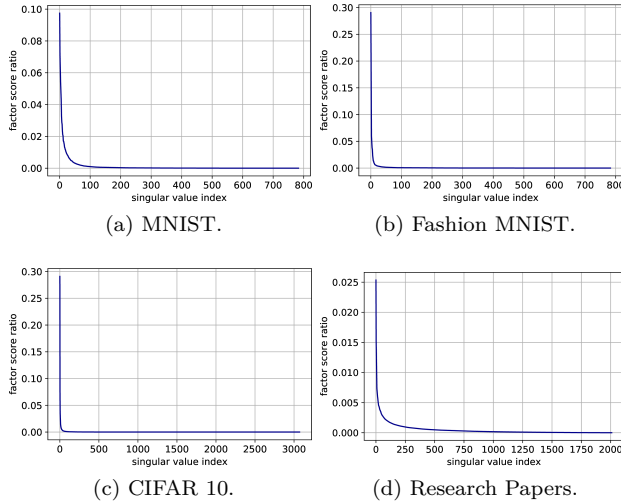 0.10
0.08
0.06
0.04
0.02
0.00
factor score ratio
0 100 200 300 400 500 600 700 800
singular value index
(a) MNIST.
0.30
0.25
0.20
0.15
0.10
0.05
0.00
factor score ratio
0 100 200 300 400 500 600 700 800
singular value index
(b) Fashion MNIST.
0.30
0.25
0.20
0.15
0.10
0.05
0.00
factor score ratio
0 500 1000 1500 2000 2500 3000
singular value index
(c) CIFAR 10.
0.025
0.020
0.015
0.010
0.005
0.000
factor score ratio
0 250 500 750 1000 1250 1500 1750 2000
singular value index
(d) Research Papers.